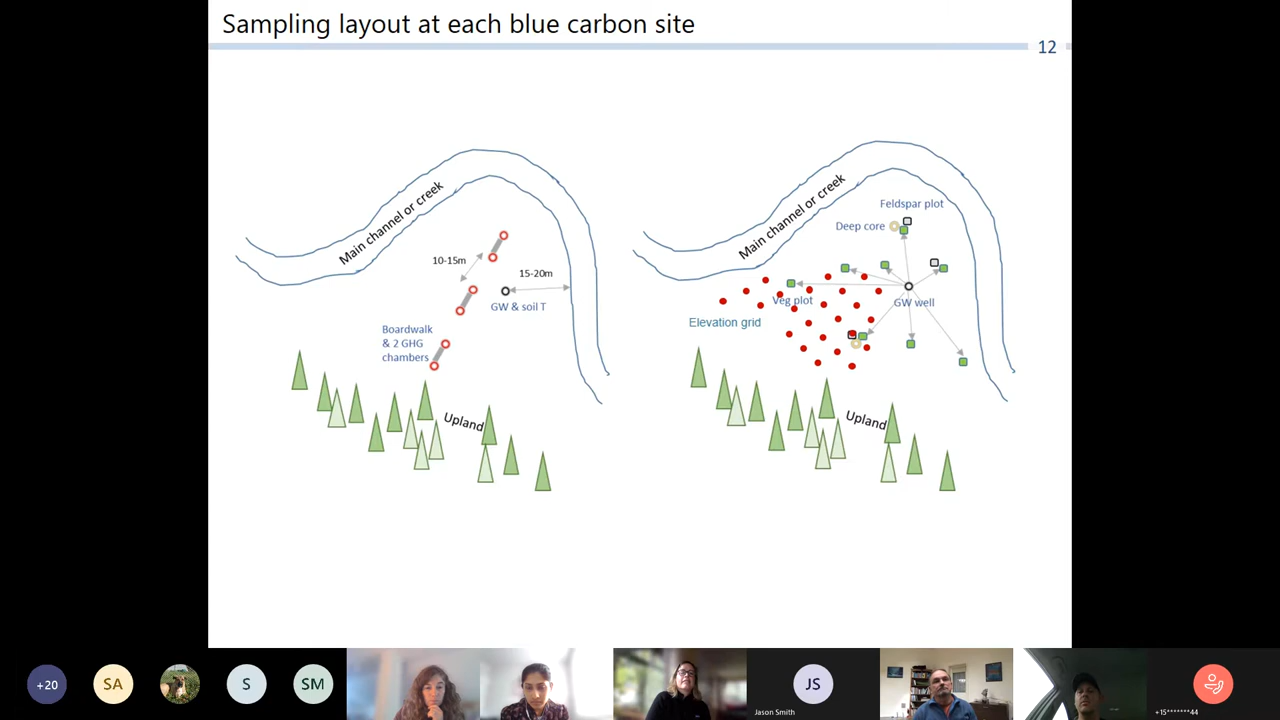 Sampling layout at each blue carbon site
12
Main channel or creek
10-15m
15-20m
GW & soil T
Boardwalk
& 2 GHG
chambers
Upland
Main channel or creek
Feldspar plot
Deep core
Veg plot
GW well
Elevation grid
Upland
+20
SA
S
SM
JS
Jason Smith
+15*******44